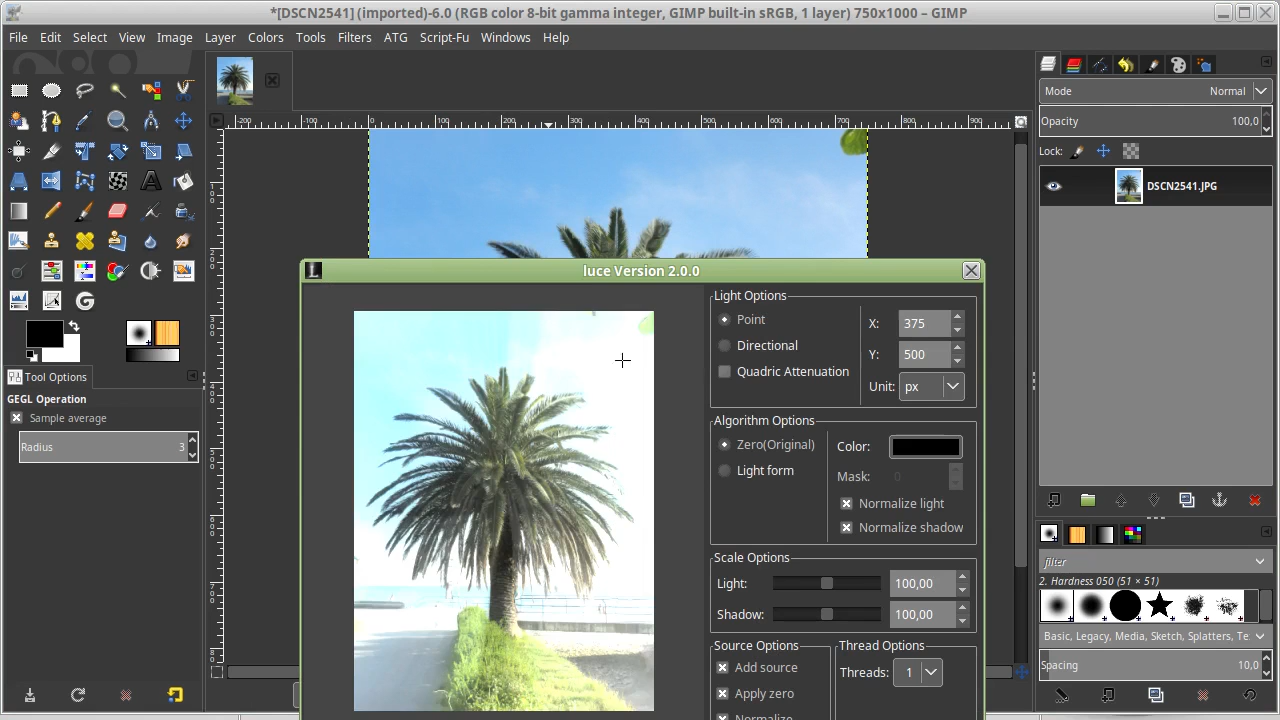 *[DSCN2541] (imported)-6.0 (RGB color 8-bit gamma integer, GIMP built-in sRGB, 1 layer) 750x1000 – GIMP
File Edit Select View Image Layer Colors Tools Filters ATG Script-Fu Windows Help
Mode Normal
Opacity 100,0
Lock:
DSCN2541.JPG
luce Version 2.0.0
Light Options
Point
Directional
Quadric Attenuation
X: 375
Y: 500
Unit: px
Algorithm Options
Zero(Original)
Light form
Color:
Mask: 0
Normalize light
Normalize shadow
Scale Options
Light: 100,00
Shadow: 100,00
Source Options
Add source
Apply zero
Normalize
Thread Options
Threads: 1
Tool Options
GEGL Operation
Sample average
Radius 3
filter
2. Hardness 050 (51 × 51)
Basic, Legacy, Media, Sketch, Splatters, Te
Spacing 10,0